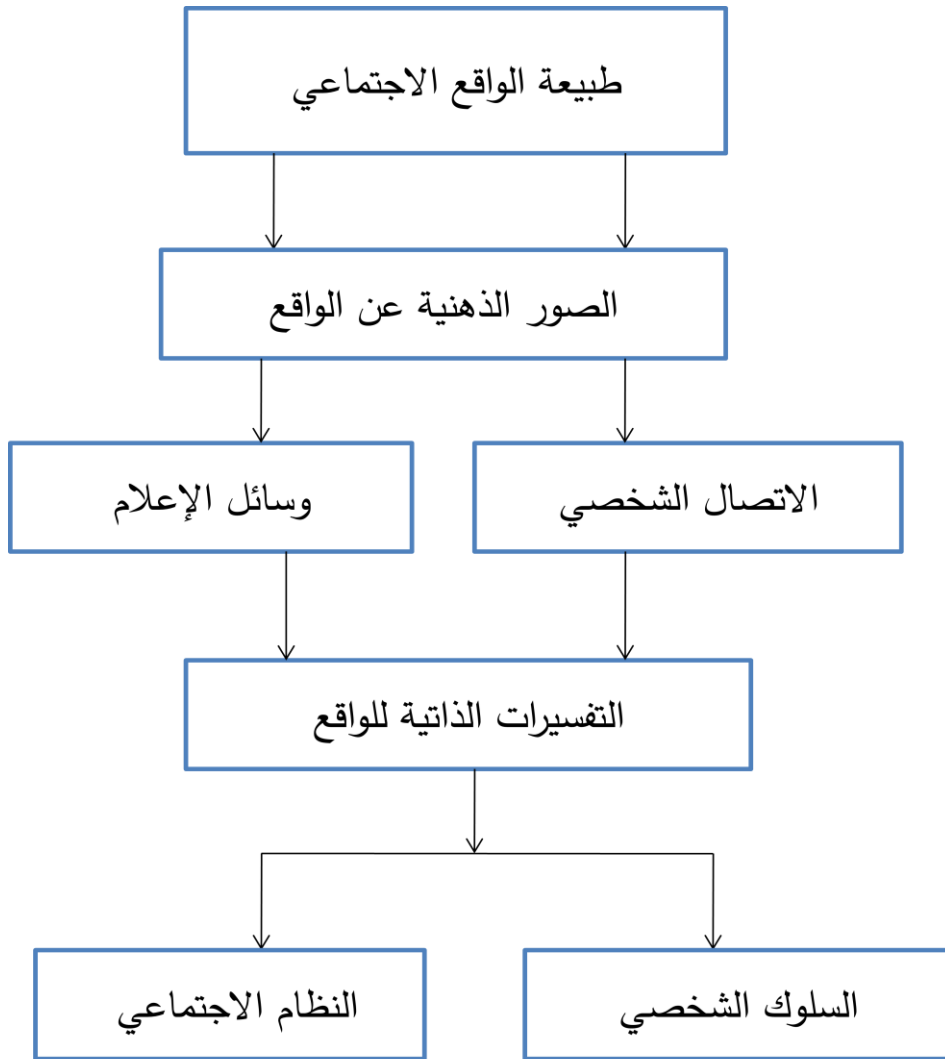 طبيعة الواقع الاجتماعي
الصور الذهنية عن الواقع
الاتصال الشخصي
وسائل الإعلام
التفسيرات الذاتية للواقع
السلوك الشخصي
النظام الاجتماعي